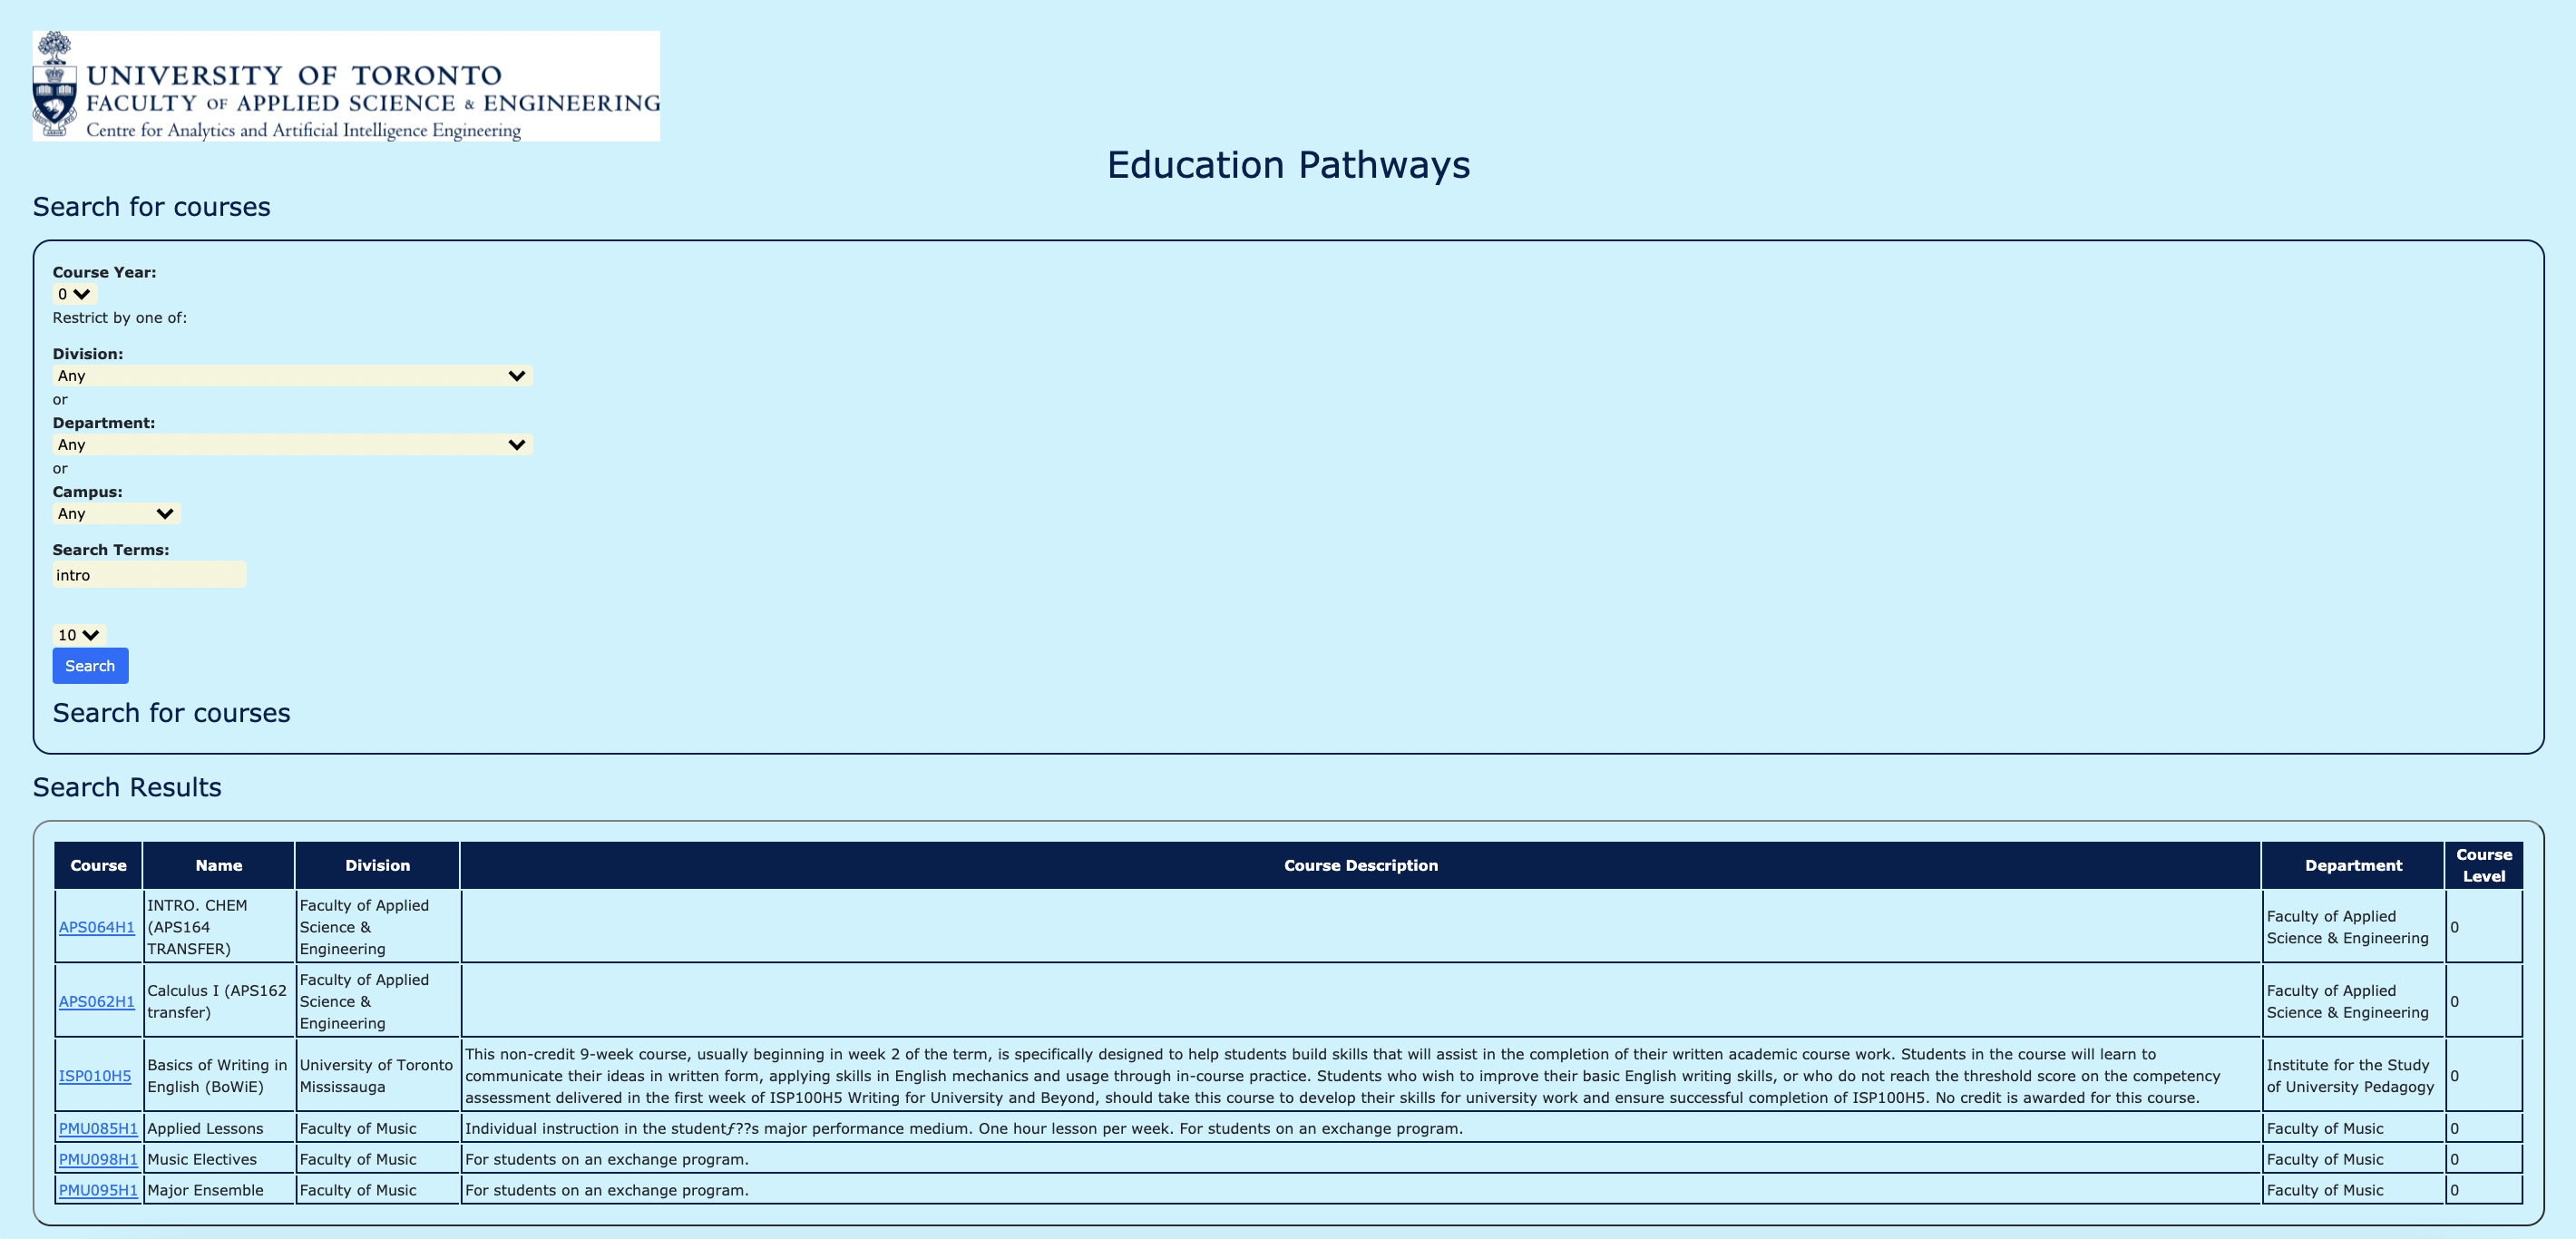 UNIVERSITY OF TORONTO
FACULTY OF APPLIED SCIENCE & ENGINEERING
Centre for Analytics and Artificial Intelligence Engineering
Education Pathways
Search for courses
Course Year:
0
Restrict by one of:
Division:
Any
or
Department:
Any
or
Campus:
Any
Search Terms:
intro
10
Search
Search for courses
Search Results
Course Name Division Course Description Department Course Level
APS064H1
INTRO. CHEM
(APS164
TRANSFER)
Faculty of Applied
Science &
Engineering
Faculty of Applied
Science & Engineering
0
APS062H1
Calculus I (APS162
transfer)
Faculty of Applied
Science &
Engineering
Faculty of Applied
Science & Engineering
0
ISP010H5
Basics of Writing in
English (BoWiE)
University of Toronto
Mississauga
This non-credit 9-week course, usually beginning in week 2 of the term, is specifically designed to help students build skills that will assist in the completion of their written academic course work. Students in the course will learn to
communicate their ideas in written form, applying skills in English mechanics and usage through in-course practice. Students who wish to improve their basic English writing skills, or who do not reach the threshold score on the competency
assessment delivered in the first week of ISP100H5 Writing for University and Beyond, should take this course to develop their skills for university work and ensure successful completion of ISP100H5. No credit is awarded for this course.
Institute for the Study
of University Pedagogy
0
PMU085H1 Applied Lessons Faculty of Music Individual instruction in the studentƒ??s major performance medium. One hour lesson per week. For students on an exchange program. Faculty of Music 0
PMU098H1 Music Electives Faculty of Music For students on an exchange program. Faculty of Music 0
PMU095H1 Major Ensemble Faculty of Music For students on an exchange program. Faculty of Music 0